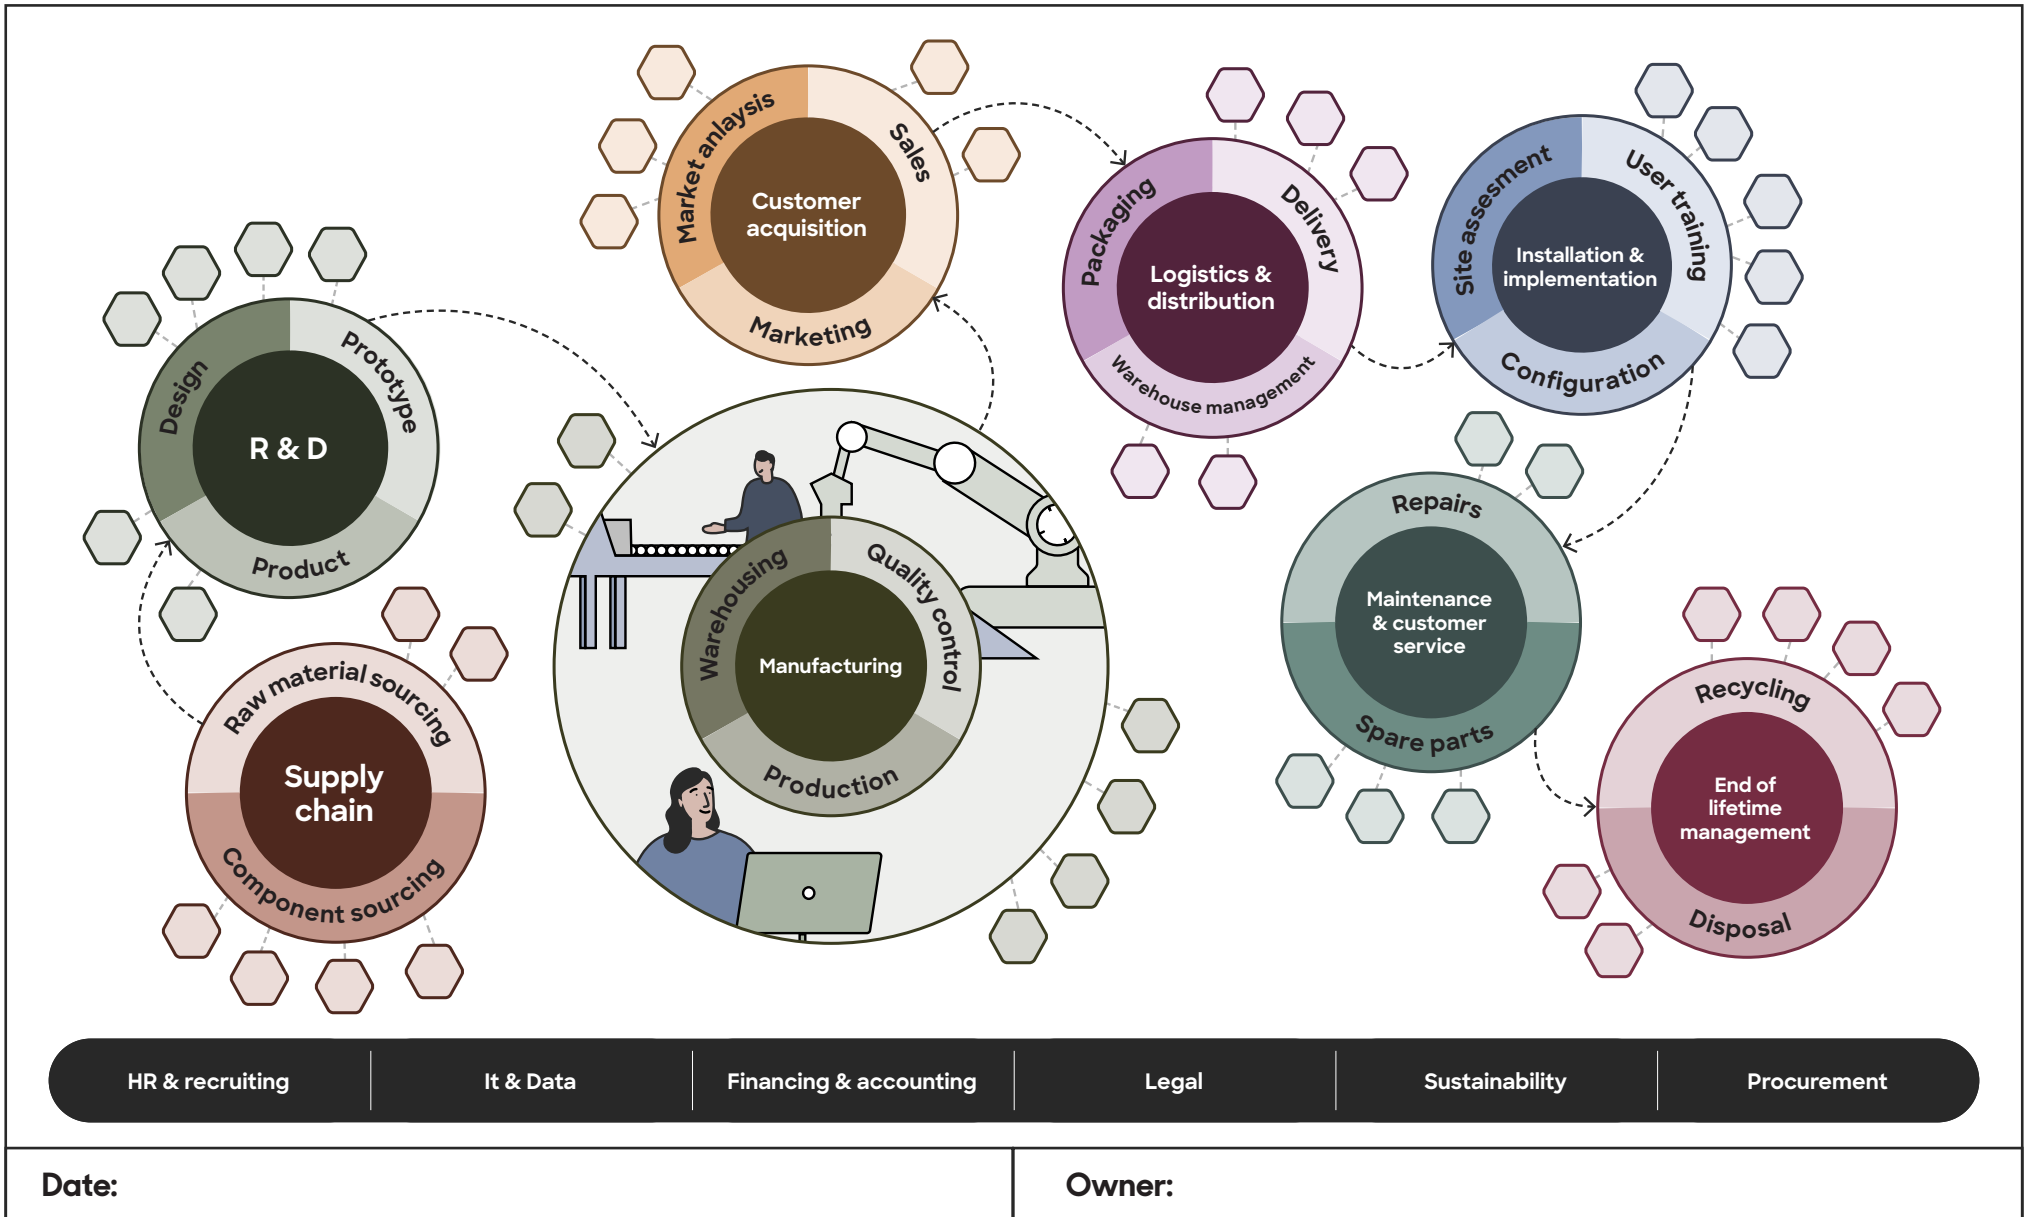 Market anlaysis
Sales
Customer
acquisition
Marketing
Packaging
Delivery
Logistics &
distribution
Warehouse management
Site assessment
User training
Installation &
implementation
Configuration
Design
Prototype
R & D
Product
Repairs
Maintenance
& customer
service
Spare parts
Warehousing
Quality control
Manufacturing
Production
Raw material sourcing
Supply
chain
Component sourcing
Recycling
End of
lifetime
management
Disposal
HR & recruiting
It & Data
Financing & accounting
Legal
Sustainability
Procurement
Date:
Owner: